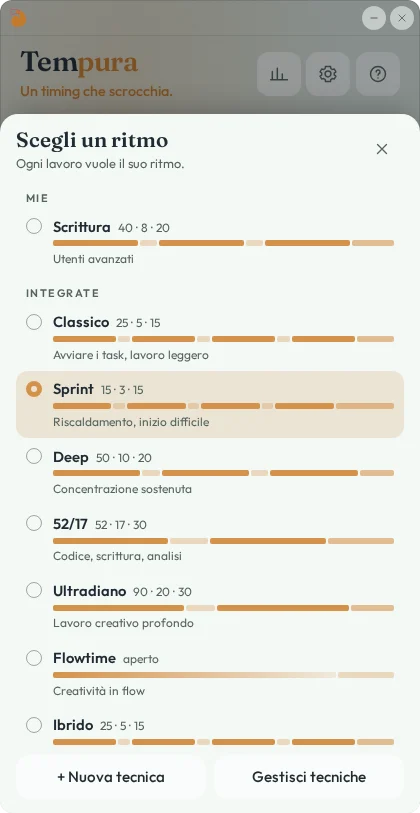 Tempura
Un timing che scrocchia.
Scegli un ritmo
Ogni lavoro vuole il suo ritmo.
MIE
Scrittura 40 · 8 · 20
Utenti avanzati
INTEGRATE
Classico 25 · 5 · 15
Avviare i task, lavoro leggero
Sprint 15 · 3 · 15
Riscaldamento, inizio difficile
Deep 50 · 10 · 20
Concentrazione sostenuta
52/17 52 · 17 · 30
Codice, scrittura, analisi
Ultradiano 90 · 20 · 30
Lavoro creativo profondo
Flowtime aperto
Creatività in flow
Ibrido 25 · 5 · 15
+ Nuova tecnica
Gestisci tecniche